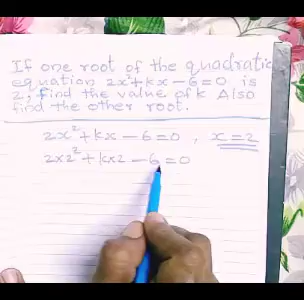 If one root of the quadratic
equation 2x²+kx-6=0 is
2, find the value of k Also
find the other root.
2x²+kx-6=0, x=2
2×2²+k×2-6=0